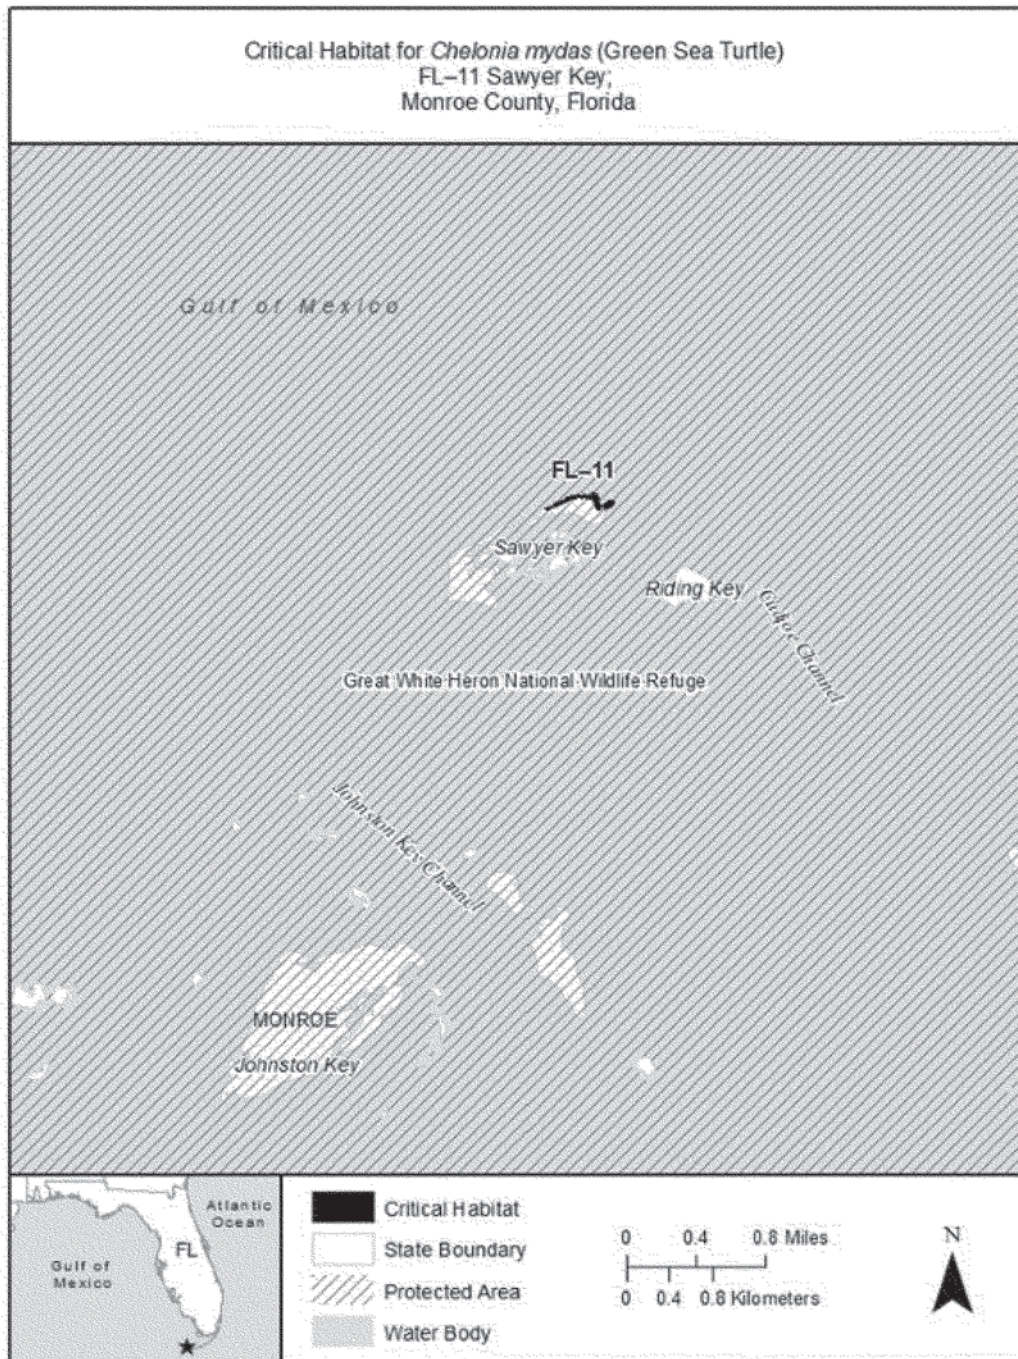 Critical Habitat for Chelonia mydas (Green Sea Turtle)
FL–11 Sawyer Key;
Monroe County, Florida
Gulf of Mexico
FL–11
Sawyer Key
Riding Key
Cudjoe Channel
Great White Heron National Wildlife Refuge
Johnston Key Channel
MONROE
Johnston Key
Atlantic
Ocean
FL
Gulf of
Mexico
Critical Habitat
State Boundary
Protected Area
Water Body
0 0.4 0.8 Miles
0 0.4 0.8 Kilometers
N